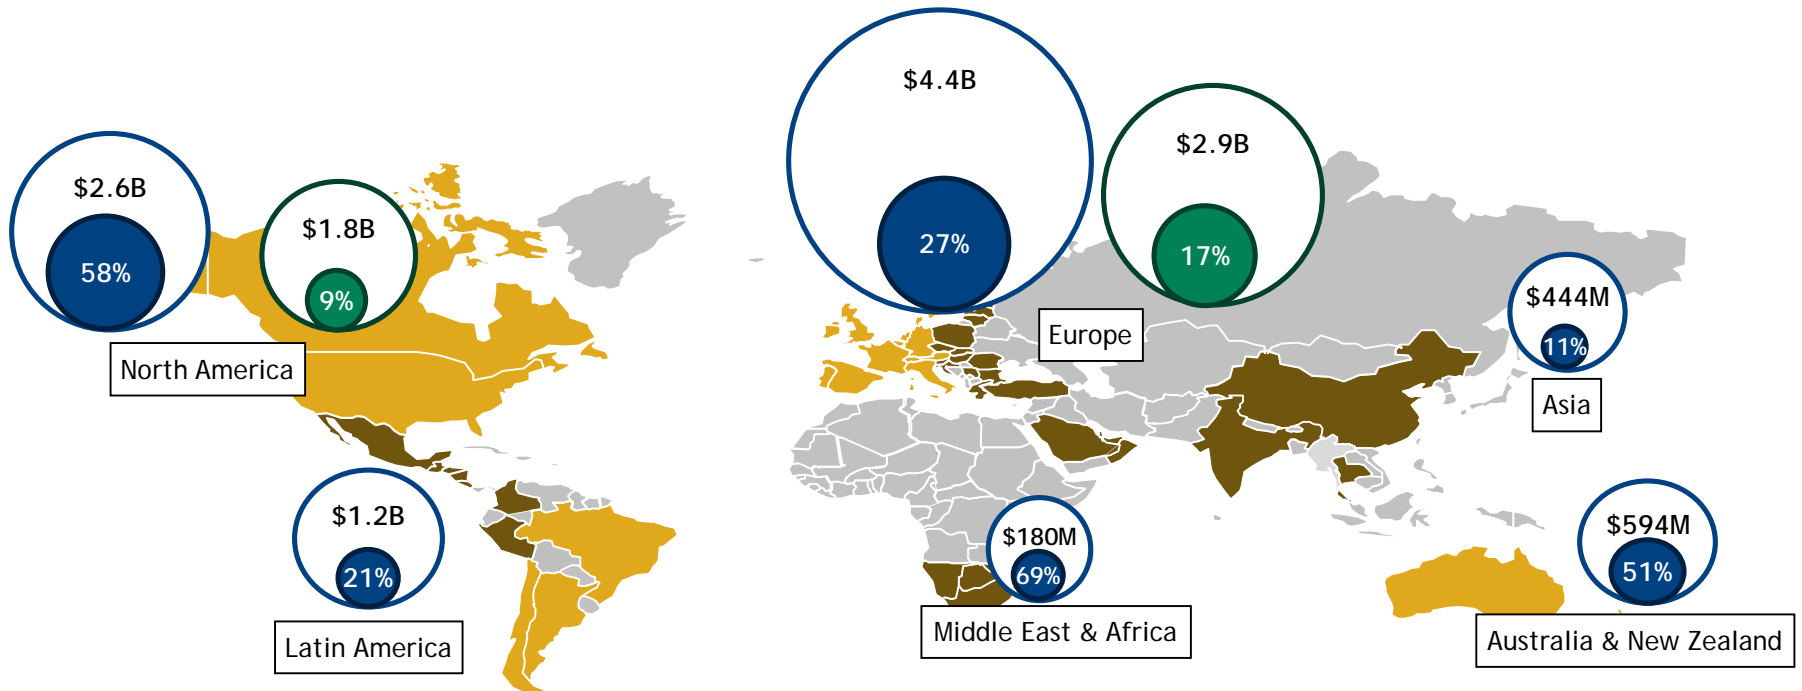 $2.6B
58%
$1.8B
9%
North America
$4.4B
27%
$2.9B
17%
Europe
$444M
11%
Asia
$1.2B
21%
Latin America
$180M
69%
Middle East & Africa
$594M
51%
Australia & New Zealand